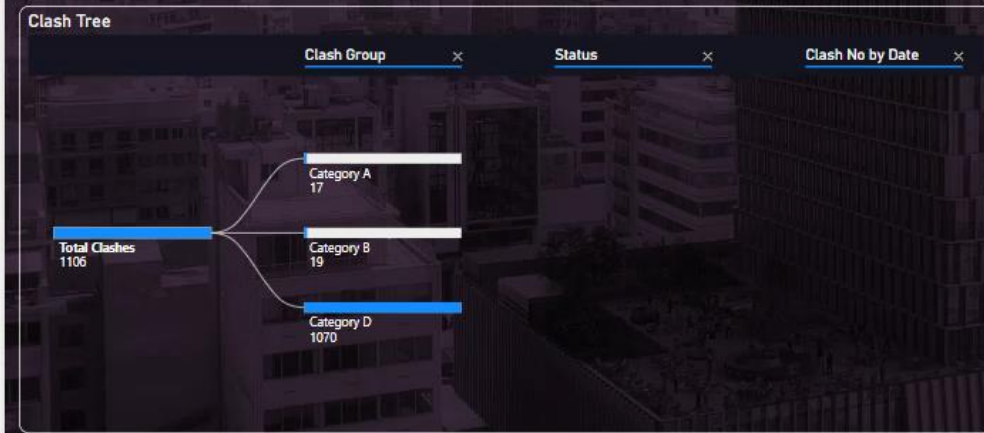 Clash Tree
Clash Group × Status × Clash No by Date ×
Category A
17
Total Clashes
1106
Category B
19
Category D
1070